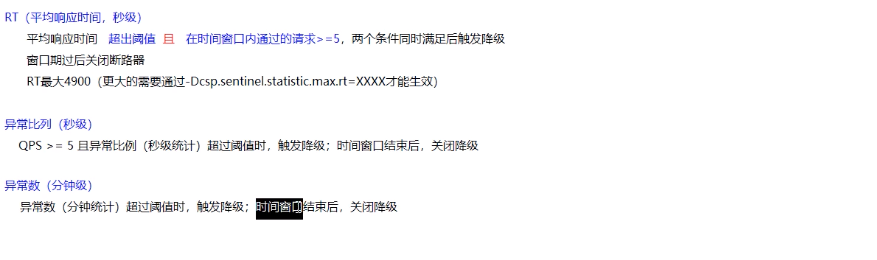 RT（平均响应时间，秒级）
平均响应时间 超出阈值 且 在时间窗口内通过的请求>=5，两个条件同时满足后触发降级
窗口期过后关闭断路器
RT最大4900（更大的需要通过-Dcsp.sentinel.statistic.max.rt=XXXX才能生效）
异常比列（秒级）
QPS >= 5 且异常比例（秒级统计）超过阈值时，触发降级；时间窗口结束后，关闭降级
异常数（分钟级）
异常数（分钟统计）超过阈值时，触发降级；时间窗口结束后，关闭降级